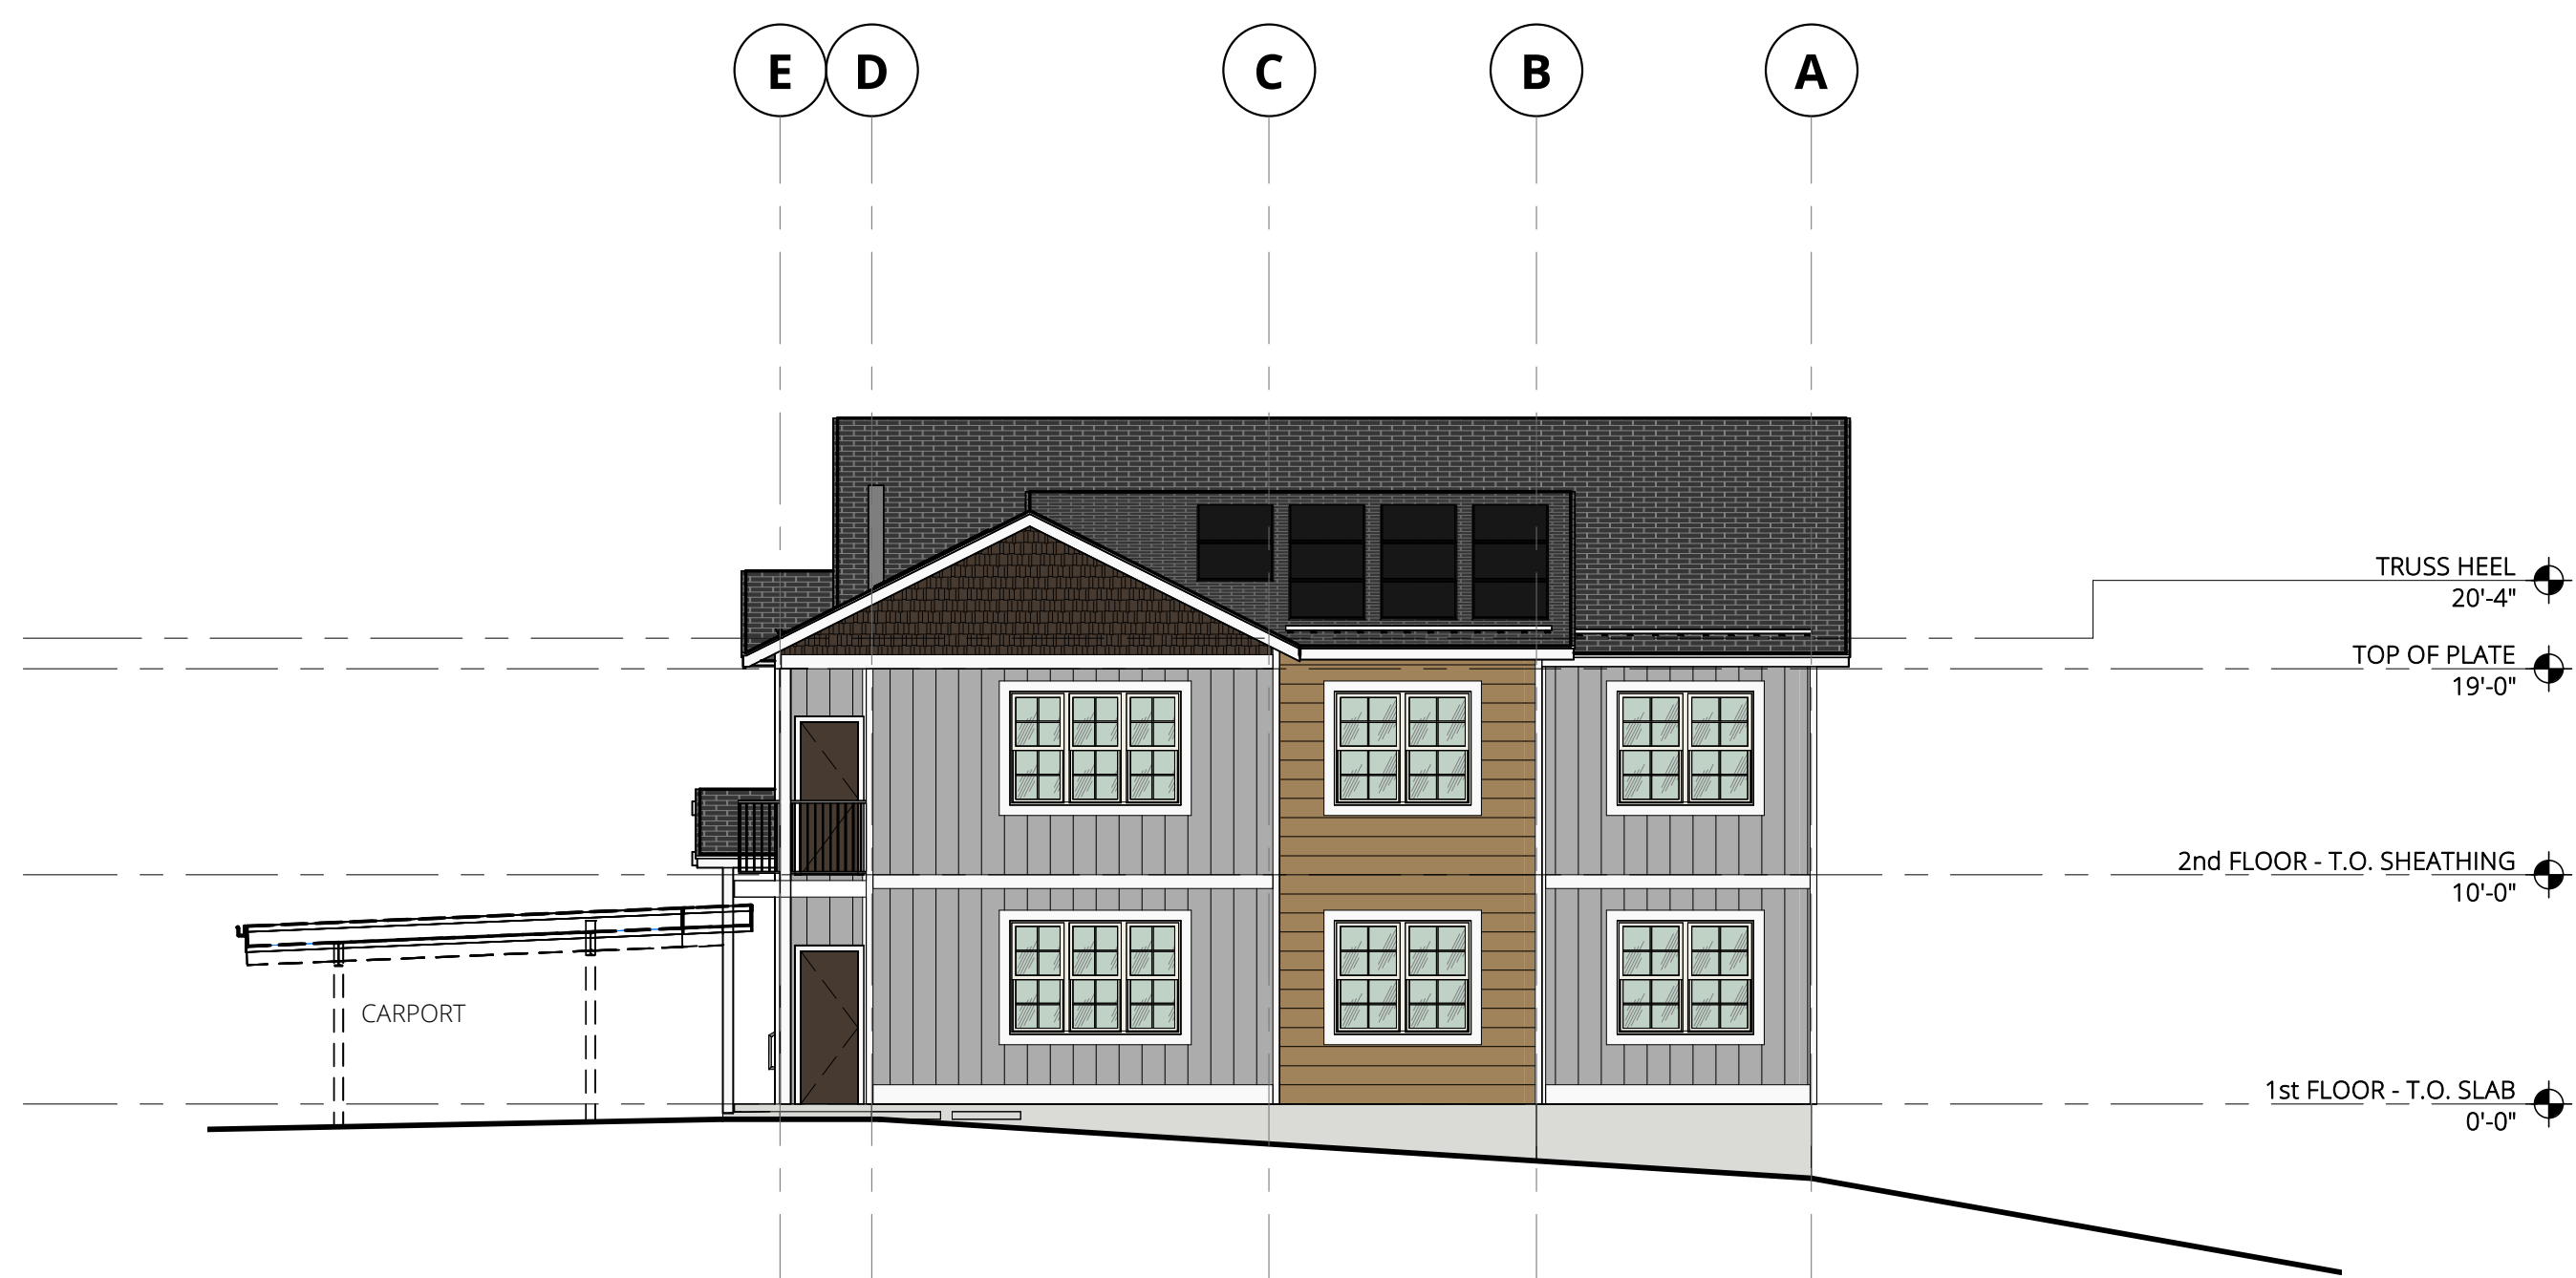 E D C B A
TRUSS HEEL
20'-4"
TOP OF PLATE
19'-0"
2nd FLOOR - T.O. SHEATHING
10'-0"
CARPORT
1st FLOOR - T.O. SLAB
0'-0"